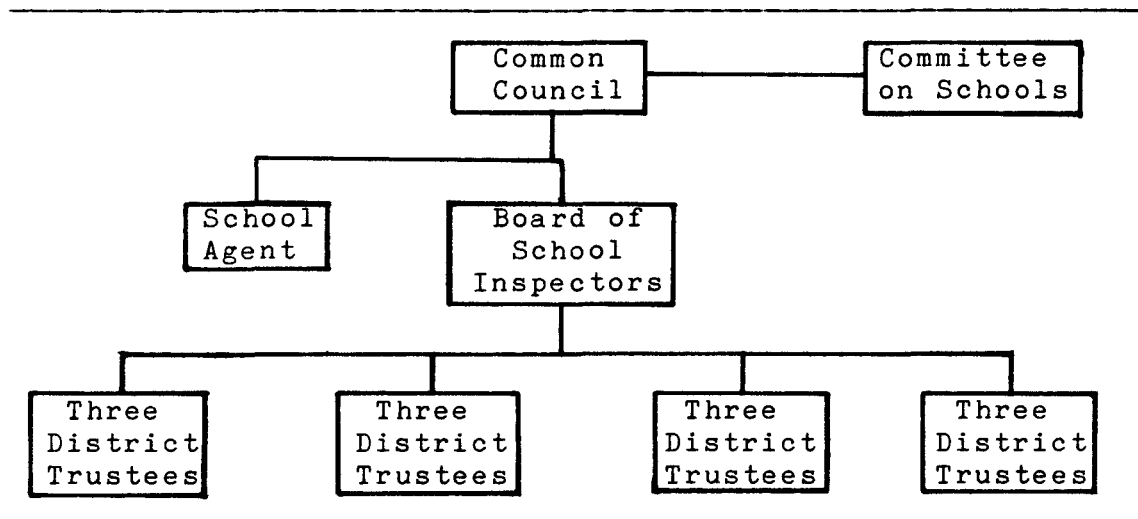 Common
Council
Committee
on Schools
School
Agent
Board of
School
Inspectors
Three
District
Trustees
Three
District
Trustees
Three
District
Trustees
Three
District
Trustees